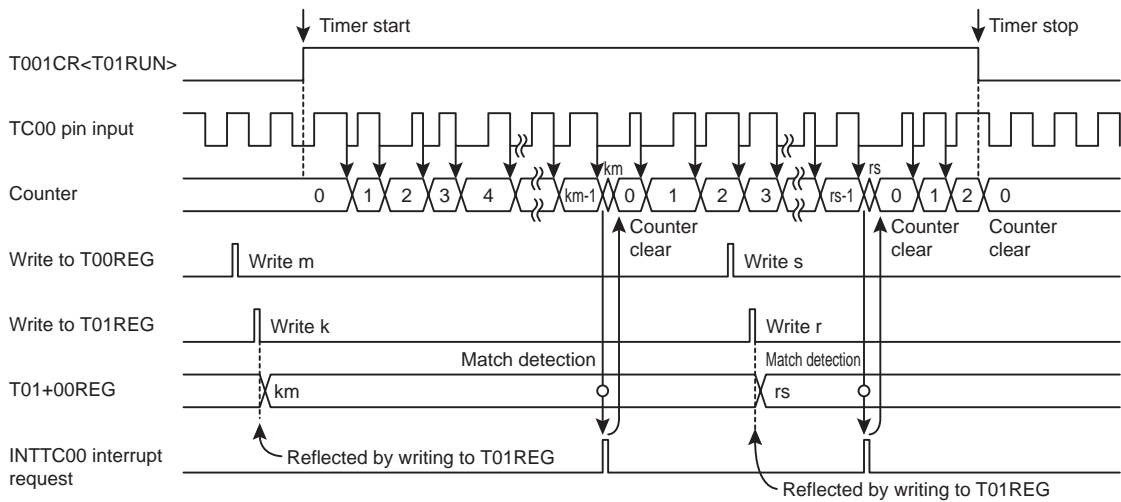 Timer start
Timer stop
T001CR<T01RUN>
TC00 pin input
km
rs
Counter
0 1 2 3 4 km-1 0 1 2 3 rs-1 0 1 2 0
Counter clear
Counter clear
Counter clear
Write to T00REG
Write m
Write s
Write to T01REG
Write k
Write r
Match detection
Match detection
T01+00REG
km
rs
INTTC00 interrupt
request
Reflected by writing to T01REG
Reflected by writing to T01REG